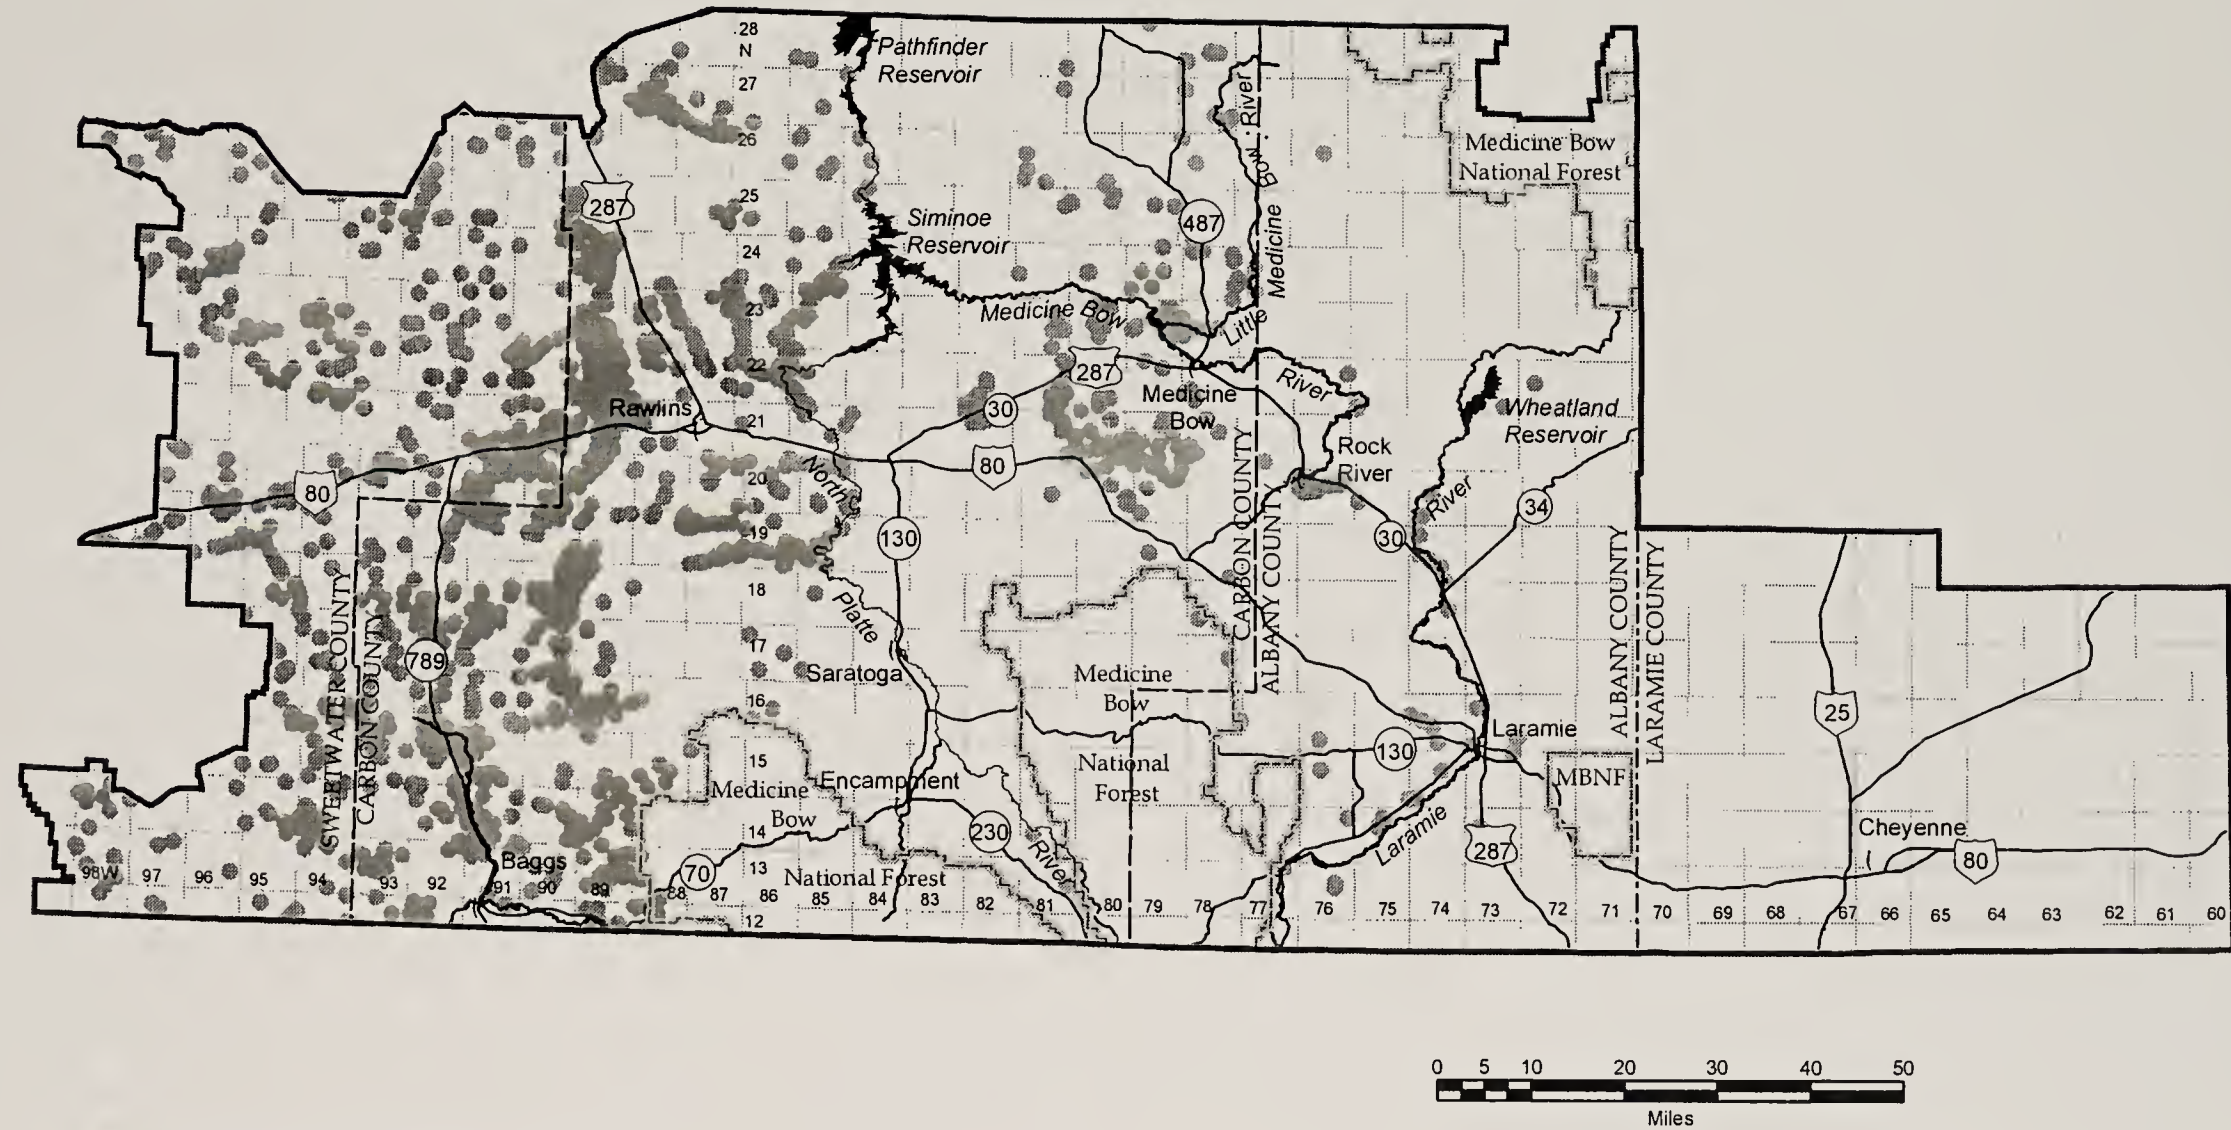 28
N
27
26
25
24
23
22
21
20
19
18
17
16
15
14
13
12
Pathfinder
Reservoir
Siminoe
Reservoir
287
487
Little
Medicine Bow River
Medicine Bow
National Forest
Medicine Bow
River
287
Medicine
Bow
Rawlins
30
80
80
Rock
River
Wheatland
Reservoir
North
Platte
River
130
CARBON COUNTY
ALBANY COUNTY
30
River
34
ALBANY COUNTY
LARAMIE COUNTY
SWEETWATER COUNTY
CARBON COUNTY
789
Saratoga
Medicine
Bow
National
Forest
25
Laramie
130
MBNF
Medicine
Bow
National Forest
Encampment
230
70
Laramie
287
Cheyenne
80
Baggs
98W 97 96 95 94 93 92 91 90 89 88 87 86 85 84 83 82 81 80 79 78 77 76 75 74 73 72 71 70 69 68 67 66 65 64 63 62 61 60
0 5 10 20 30 40 50
Miles